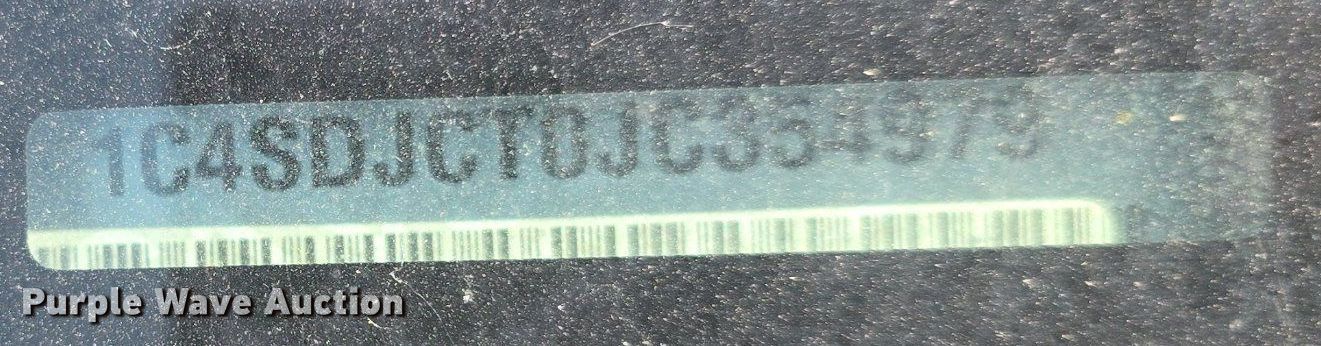 1C4SDJCT0JC354979
Purple Wave Auction